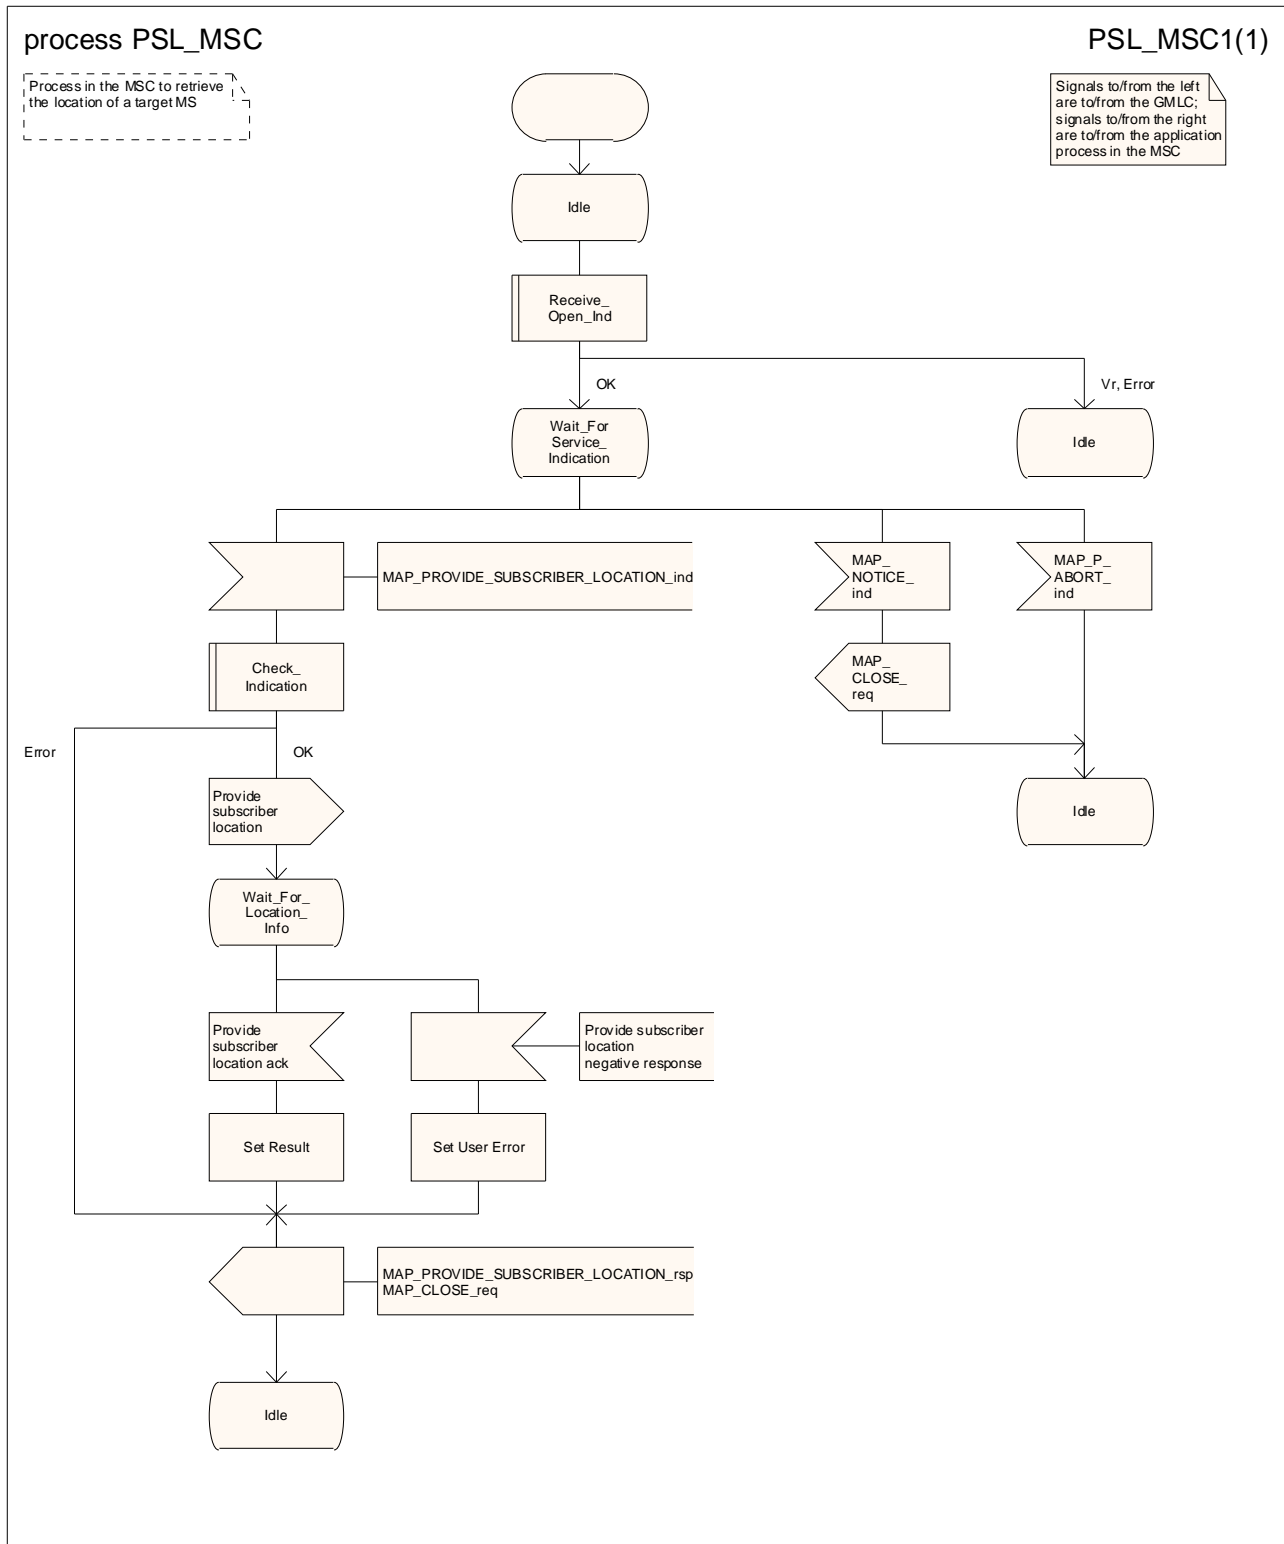 process PSL_MSC
PSL_MSC1(1)
Process in the MSC to retrieve
the location of a target MS
Signals to/from the left
are to/from the GMLC;
signals to/from the right
are to/from the application
process in the MSC
Idle
Receive_
Open_Ind
OK
Vr, Error
Wait_For
Service_
Indication
Idle
MAP_PROVIDE_SUBSCRIBER_LOCATION_ind
MAP_
NOTICE_
ind
MAP_P_
ABORT_
ind
Check_
Indication
MAP_
CLOSE_
req
Error
OK
Provide
subscriber
location
Idle
Wait_For_
Location_
Info
Provide
subscriber
location ack
Provide subscriber
location
negative response
Set Result
Set User Error
MAP_PROVIDE_SUBSCRIBER_LOCATION_rsp
MAP_CLOSE_req
Idle